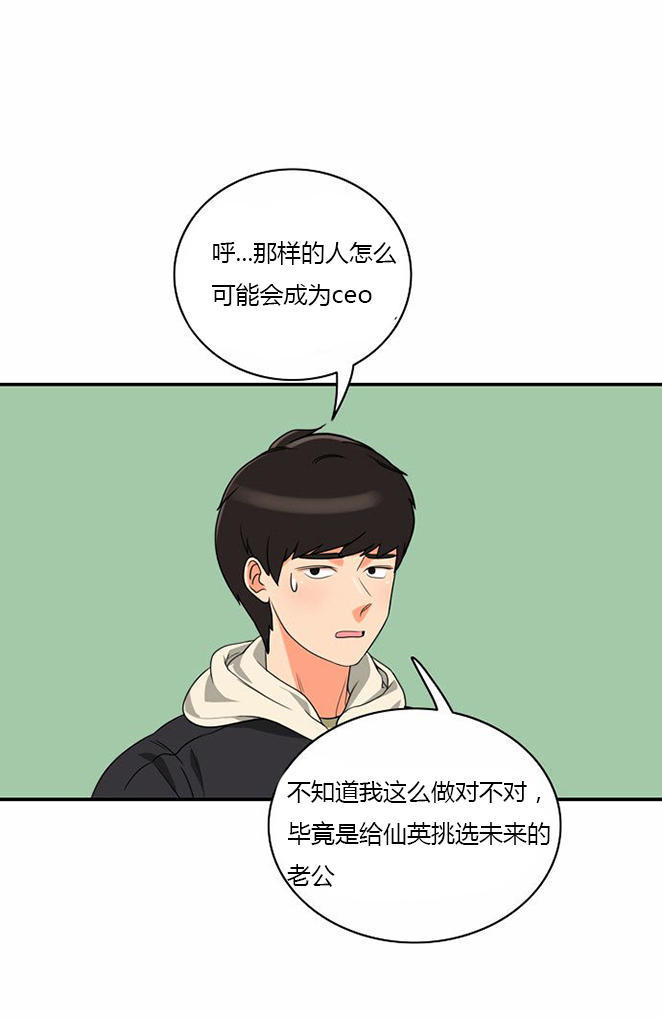 呼...那样的人怎么
可能会成为ceo
不知道我这么做对不对，
毕竟是给仙英挑选未来的
老公